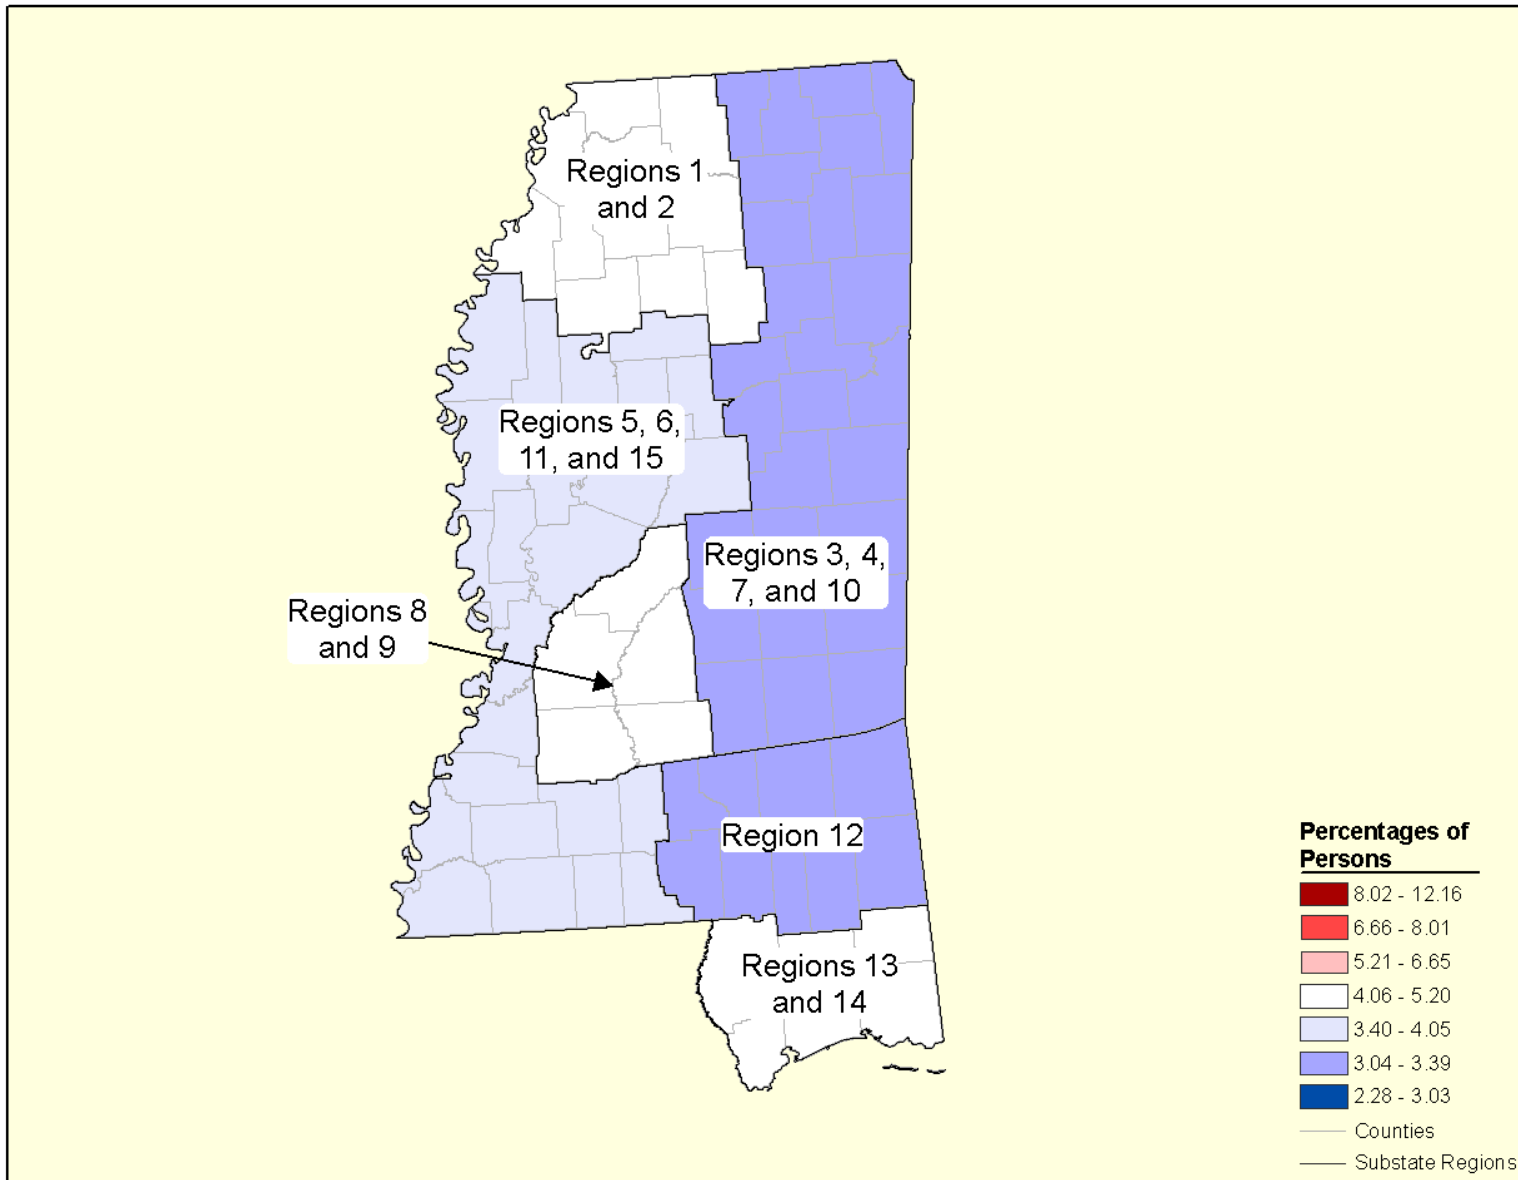 Regions 1
and 2
Regions 5, 6,
11, and 15
Regions 3, 4,
7, and 10
Regions 8
and 9
Region 12
Regions 13
and 14
Percentages of
Persons
8.02 - 12.16
6.66 - 8.01
5.21 - 6.65
4.06 - 5.20
3.40 - 4.05
3.04 - 3.39
2.28 - 3.03
Counties
Substate Regions